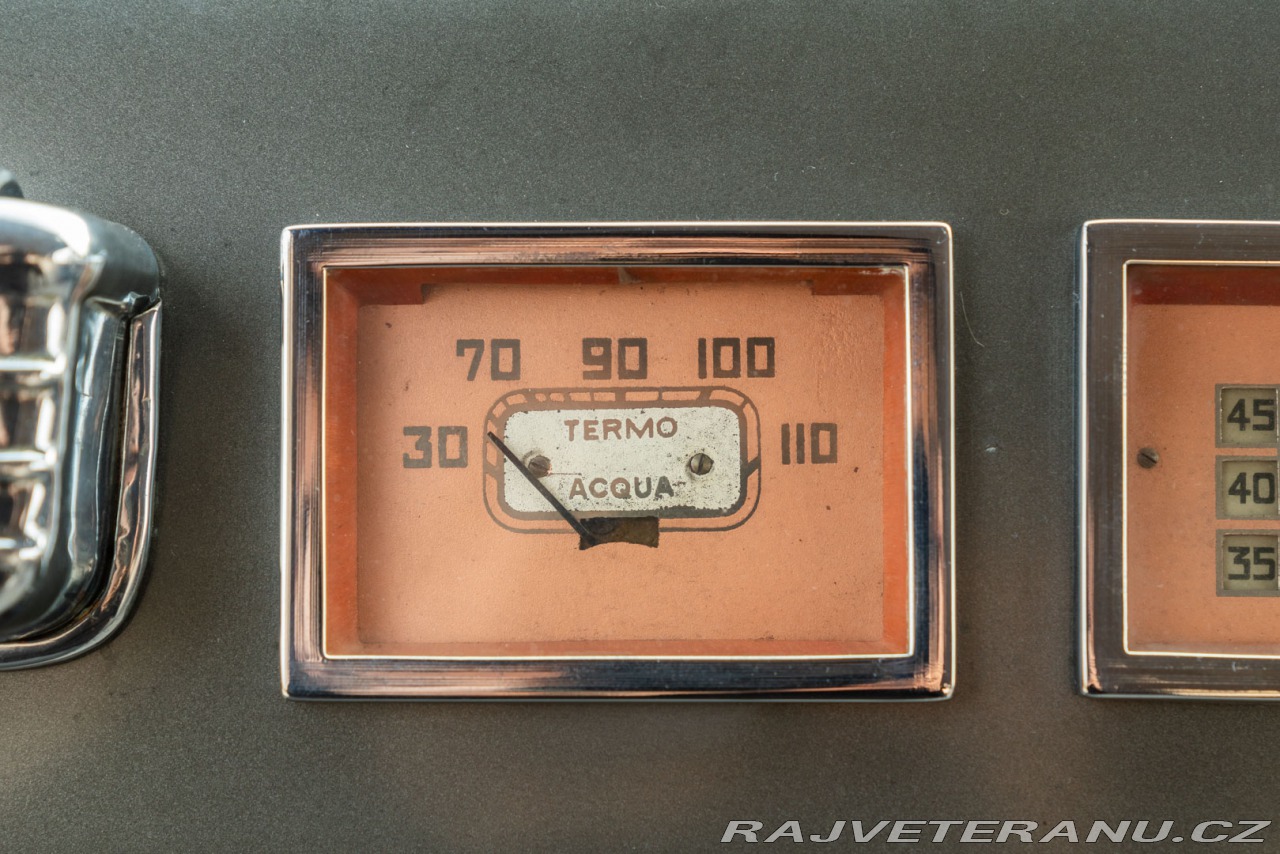 70 90 100
30 110
TERMO
ACQUA
45
40
35
RAJVETERANU.CZ